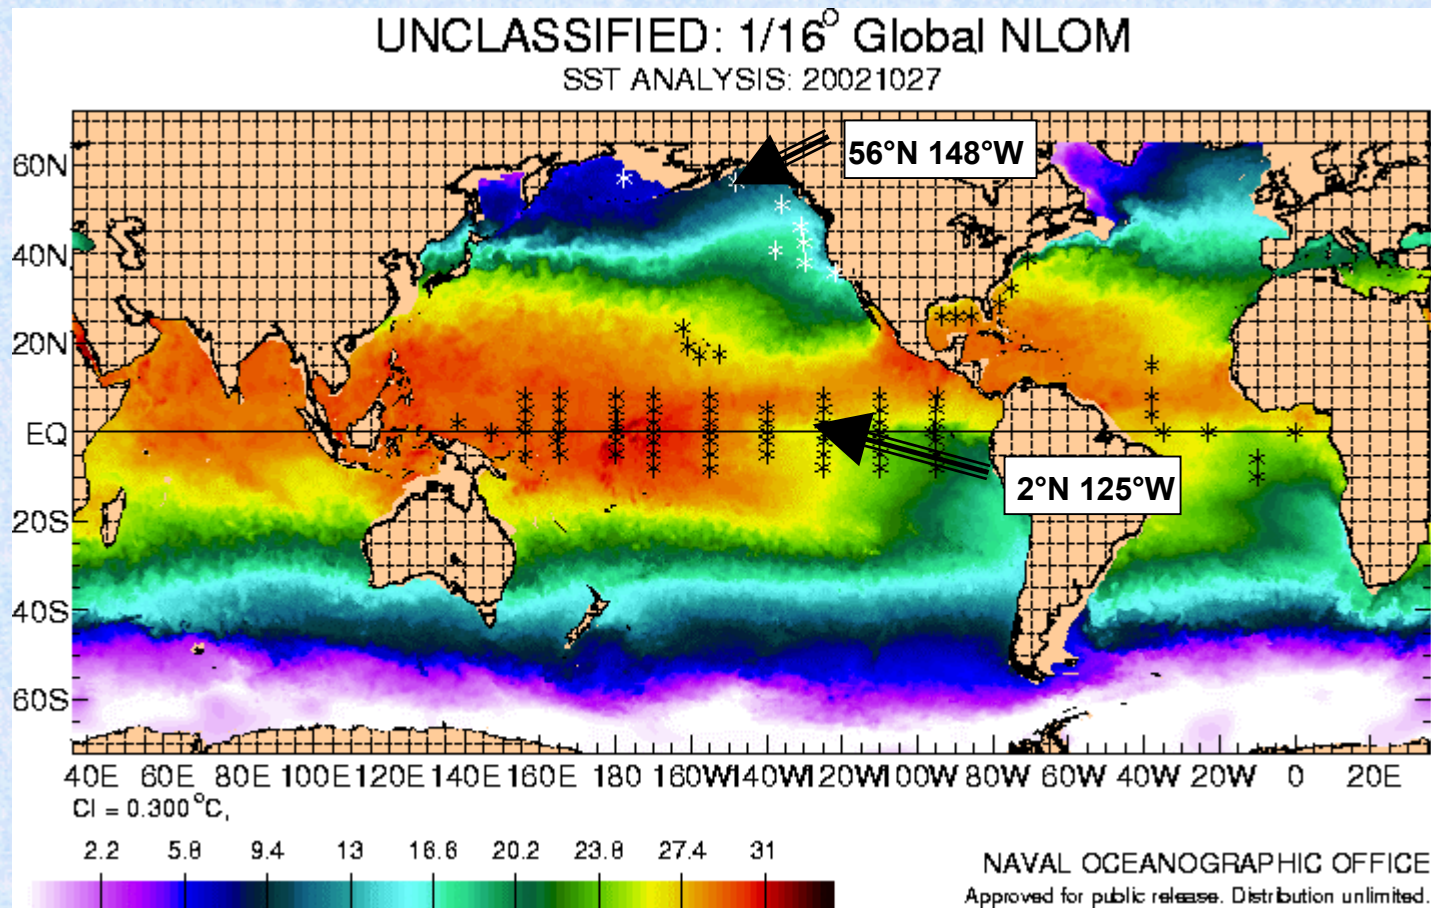 UNCLASSIFIED: 1/16° Global NLOM
SST ANALYSIS: 20021027
56°N 148°W
60N
40N
20N
EQ
2°N 125°W
20S
40S
60S
40E 60E 80E 100E 120E 140E 160E 180 160W 140W 120W 100W 80W 60W 40W 20W 0 20E
CI = 0.300 °C,
2.2 5.8 9.4 13 16.6 20.2 23.8 27.4 31
NAVAL OCEANOGRAPHIC OFFICE
Approved for public release. Distribution unlimited.